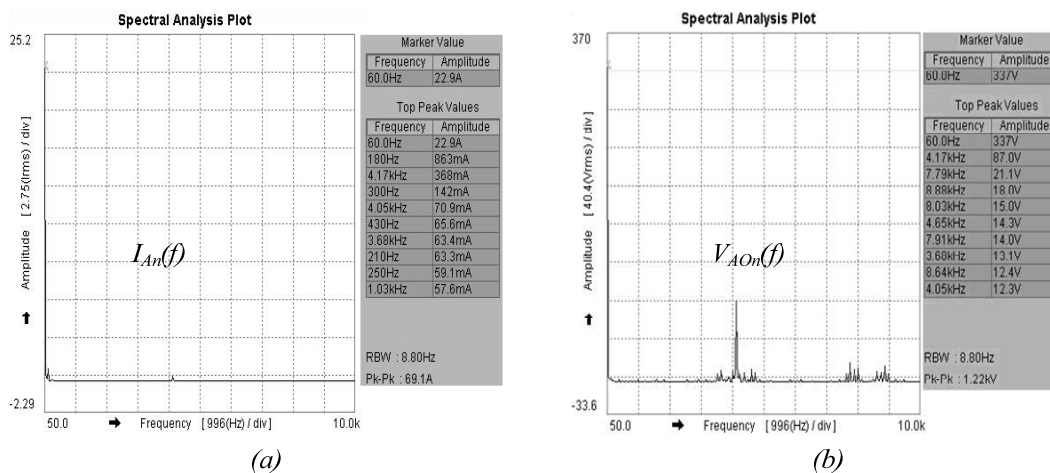 Spectral Analysis Plot
25.2
Amplitude [ 2.75(Irms) / div ]
-2.29
I_An(f)
50.0 Frequency [ 996(Hz) / div ] 10.0k
Marker Value
Frequency Amplitude
60.0Hz 22.9A
Top Peak Values
Frequency Amplitude
60.0Hz 22.9A
180Hz 863mA
4.17kHz 368mA
300Hz 142mA
4.05kHz 70.9mA
430Hz 65.6mA
3.68kHz 63.4mA
210Hz 63.3mA
250Hz 59.1mA
1.03kHz 57.6mA
RBW : 8.80Hz
Pk-Pk : 69.1A
(a)
Spectral Analysis Plot
370
Amplitude [ 40.4(Vrms) / div ]
-33.6
V_AOn(f)
50.0 Frequency [ 996(Hz) / div ] 10.0k
Marker Value
Frequency Amplitude
60.0Hz 337V
Top Peak Values
Frequency Amplitude
60.0Hz 337V
4.17kHz 87.0V
7.79kHz 21.1V
8.88kHz 18.0V
8.03kHz 15.0V
4.65kHz 14.3V
7.91kHz 14.0V
3.68kHz 13.1V
8.64kHz 12.4V
4.05kHz 12.3V
RBW : 8.80Hz
Pk-Pk : 1.22kV
(b)